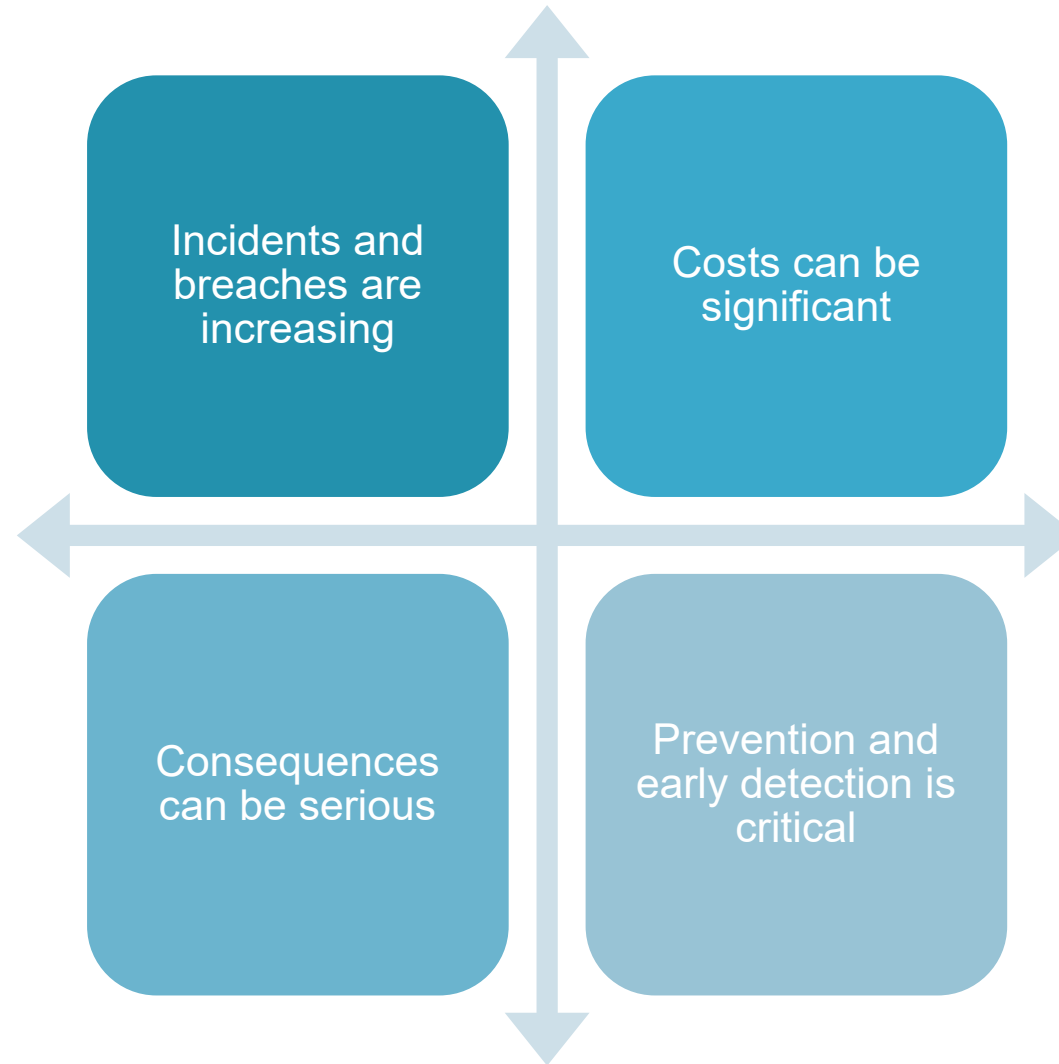 Incidents and
breaches are
increasing
Costs can be
significant
Consequences
can be serious
Prevention and
early detection is
critical